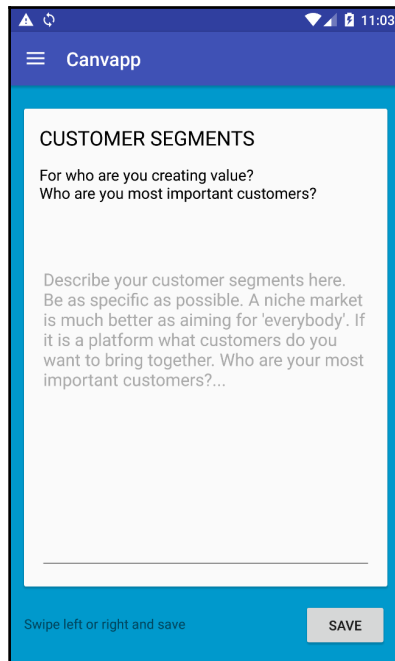 11:03
Canvapp
CUSTOMER SEGMENTS
For who are you creating value?
Who are you most important customers?
Describe your customer segments here.
Be as specific as possible. A niche market
is much better as aiming for 'everybody'. If
it is a platform what customers do you
want to bring together. Who are your most
important customers?...
Swipe left or right and save
SAVE